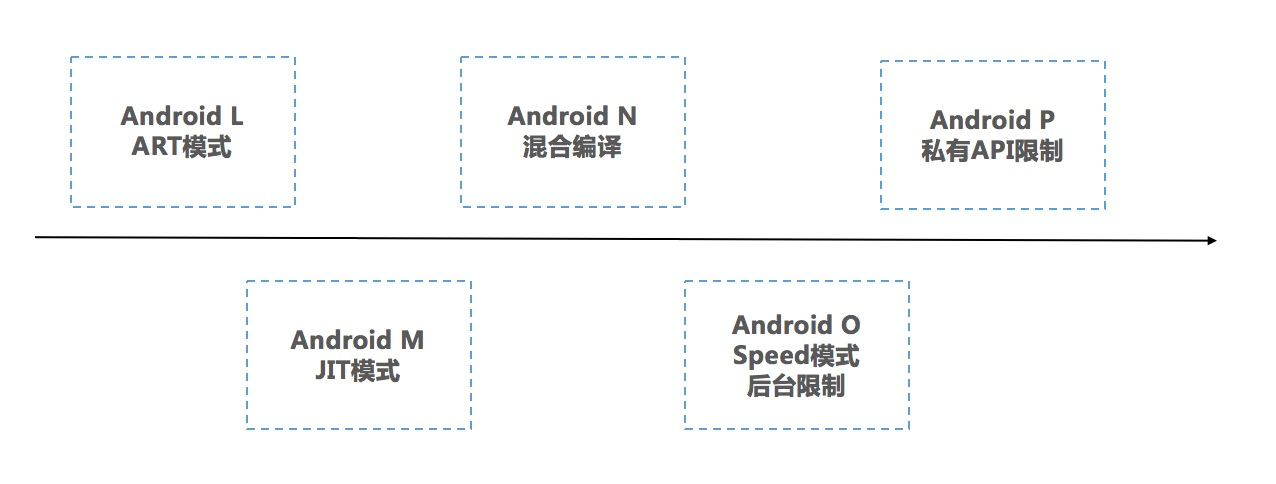 Android L
ART模式
Android N
混合编译
Android P
私有API限制
Android M
JIT模式
Android O
Speed模式
后台限制